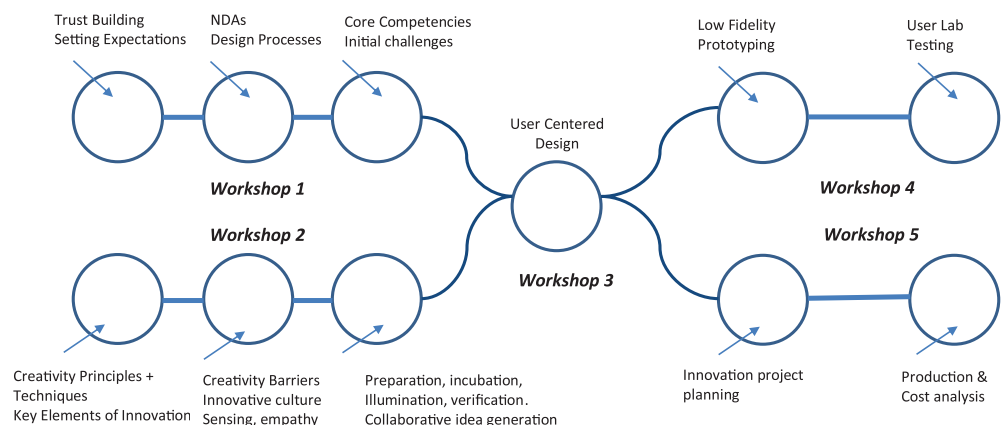 Trust Building
Setting Expectations
NDAs
Design Processes
Core Competencies
Initial challenges
Low Fidelity
Prototyping
User Lab
Testing
User Centered
Design
Workshop 1
Workshop 4
Workshop 2
Workshop 5
Workshop 3
Creativity Principles +
Techniques
Key Elements of Innovation
Creativity Barriers
Innovative culture
Sensing, empathy
Preparation, incubation,
Illumination, verification.
Collaborative idea generation
Innovation project
planning
Production &
Cost analysis